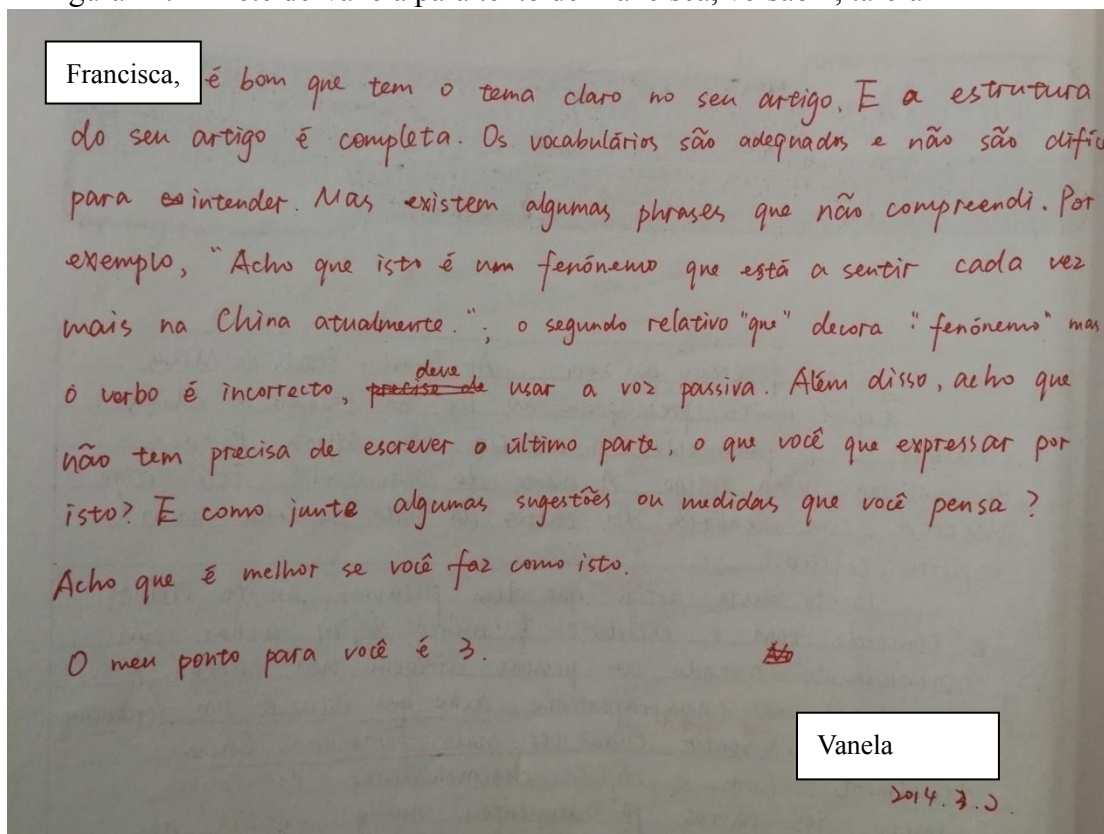 Francisca, é bom que tem o tema claro no seu artigo. E a estrutura
do seu artigo é completa. Os vocabulários são adequados e não são difíc
para intender. Mas existem algumas phrases que não compreendi. Por
exemplo, "Acho que isto é um fenónemo que está a sentir cada vez
mais na China atualmente."; o segundo relativo "que" decora "fenónemo" mas
o verbo é incorrecto, preciso de deve usar a voz passiva. Além disso, acho que
não tem precisa de escrever o último parte, o que você que expressar por
isto? E como junte algumas sugestões ou medidas que você pensa?
Acho que é melhor se você faz como isto.
O meu ponto para você é 3.
Vanela
2014.3.2.